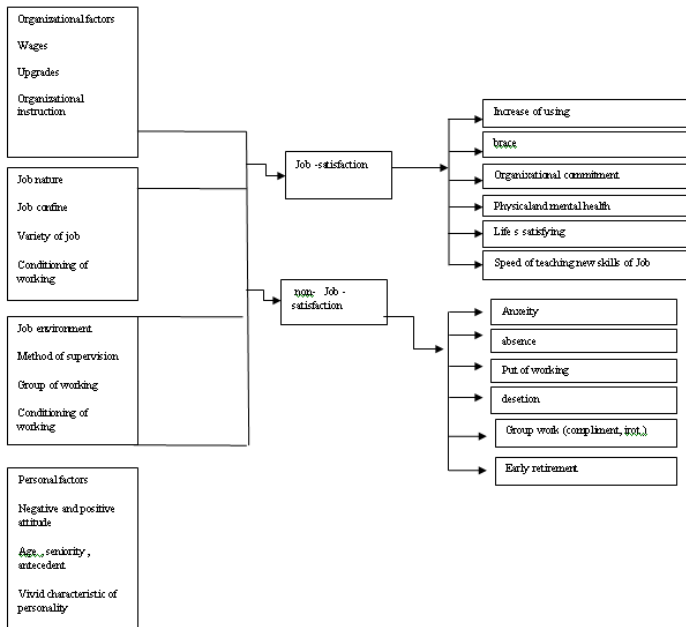 Organizational factors
Wages
Upgrades
Organizational
instruction
Job nature
Job confine
Variety of job
Conditioning of
working
Job environment
Method of supervision
Group of working
Conditioning of
working
Personal factors
Negative and positive
attitude
Age , seniority ,
antecedent
Vivid characteristic of
personality
Job -satisfaction
non- Job -
satisfaction
Increase of using
brace
Organizational commitment
Physical and mental health
Life s satisfying
Speed of teaching new skills of Job
Anxeity
absence
Put of working
desetion
Group work (compliment, irot.)
Early retirement